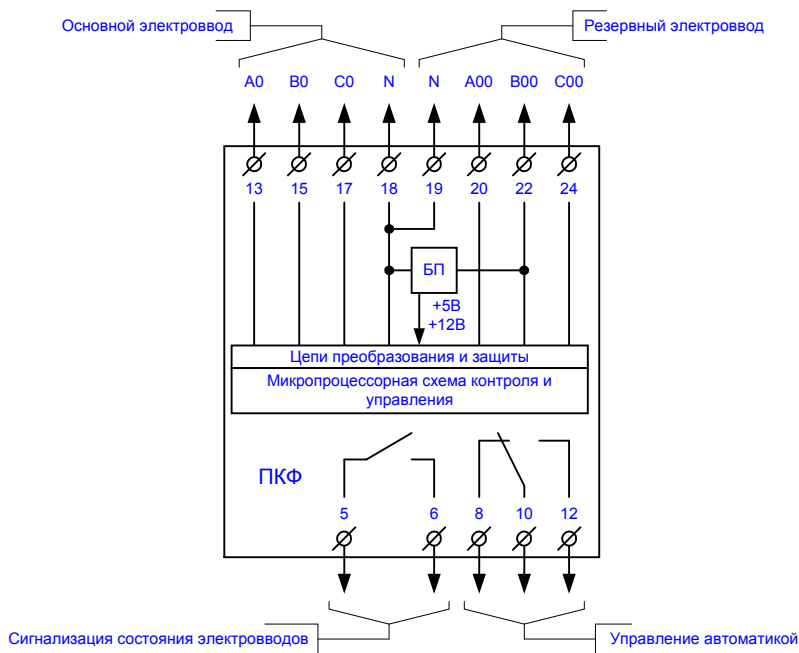 Основной электроввод
Резервный электроввод
A0 B0 C0 N N A00 B00 C00
13 15 17 18 19 20 22 24
БП
+5В
+12В
Цепи преобразования и защиты
Микропроцессорная схема контроля и
управления
ПКФ
5 6 8 10 12
Сигнализация состояния электровводов
Управление автоматикой